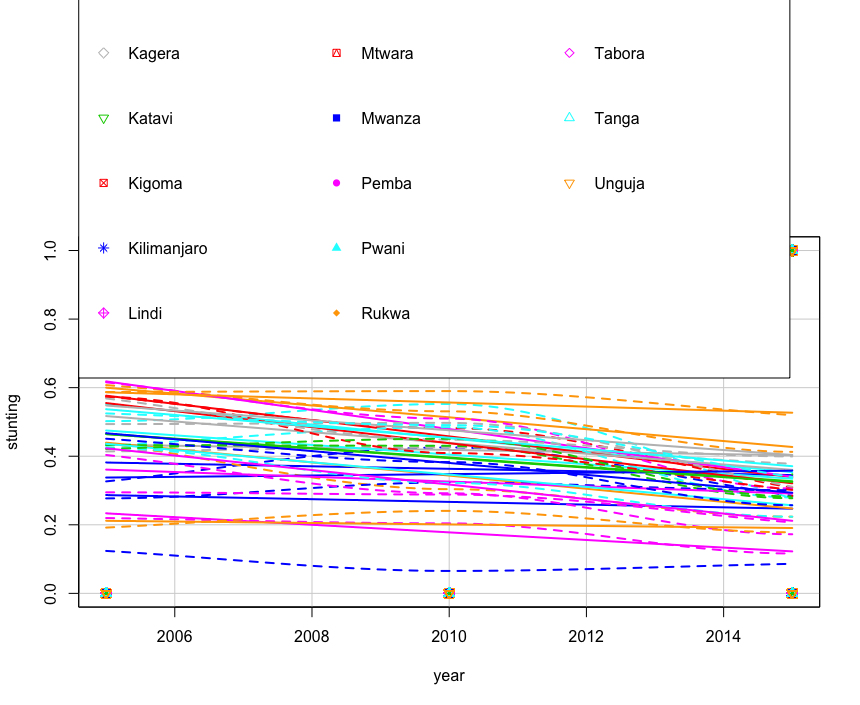 Kagera Mtwara Tabora
Katavi Mwanza Tanga
Kigoma Pemba Unguja
Kilimanjaro Pwani
Lindi Rukwa
1.0
0.8
0.6
0.4
0.2
0.0
stunting
2006 2008 2010 2012 2014
year